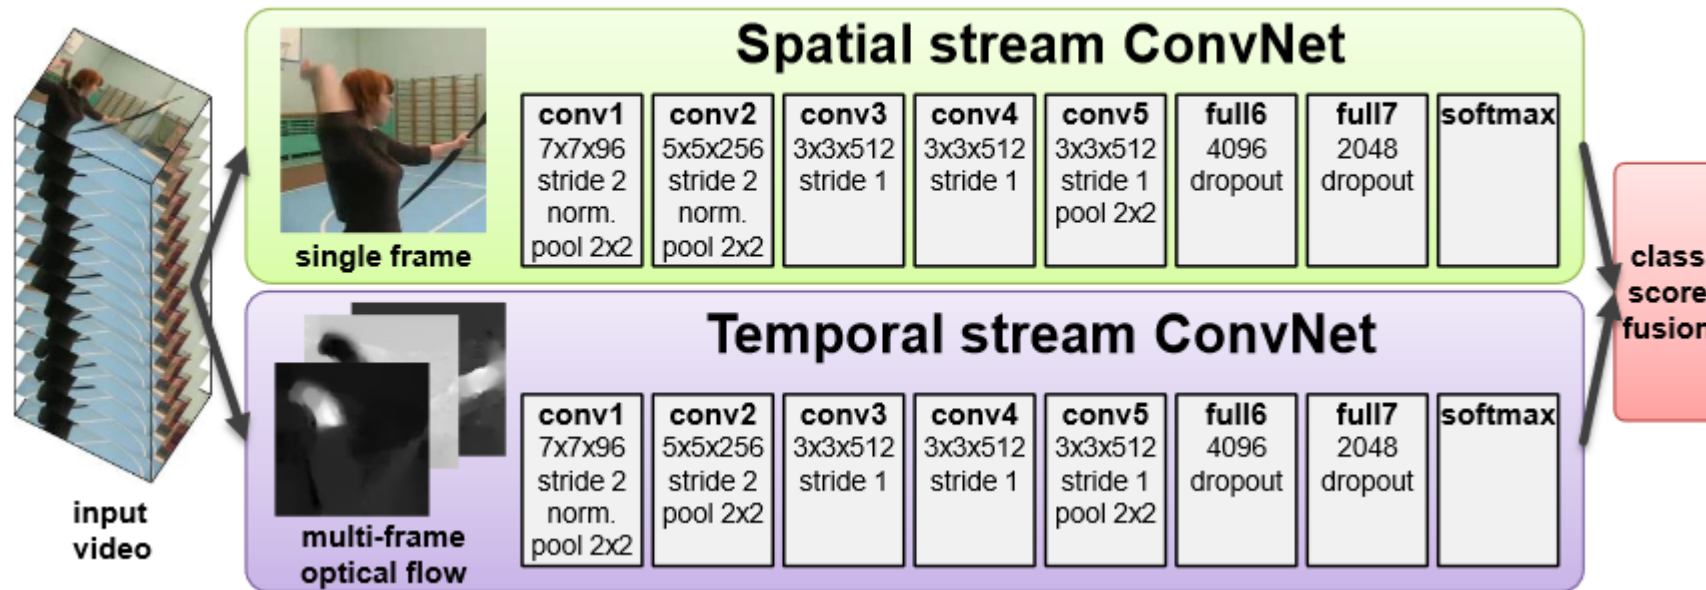 input
video
Spatial stream ConvNet
single frame
conv1
7x7x96
stride 2
norm.
pool 2x2
conv2
5x5x256
stride 2
norm.
pool 2x2
conv3
3x3x512
stride 1
conv4
3x3x512
stride 1
conv5
3x3x512
stride 1
pool 2x2
full6
4096
dropout
full7
2048
dropout
softmax
Temporal stream ConvNet
multi-frame
optical flow
conv1
7x7x96
stride 2
norm.
pool 2x2
conv2
5x5x256
stride 2
pool 2x2
conv3
3x3x512
stride 1
conv4
3x3x512
stride 1
conv5
3x3x512
stride 1
pool 2x2
full6
4096
dropout
full7
2048
dropout
softmax
class
score
fusion